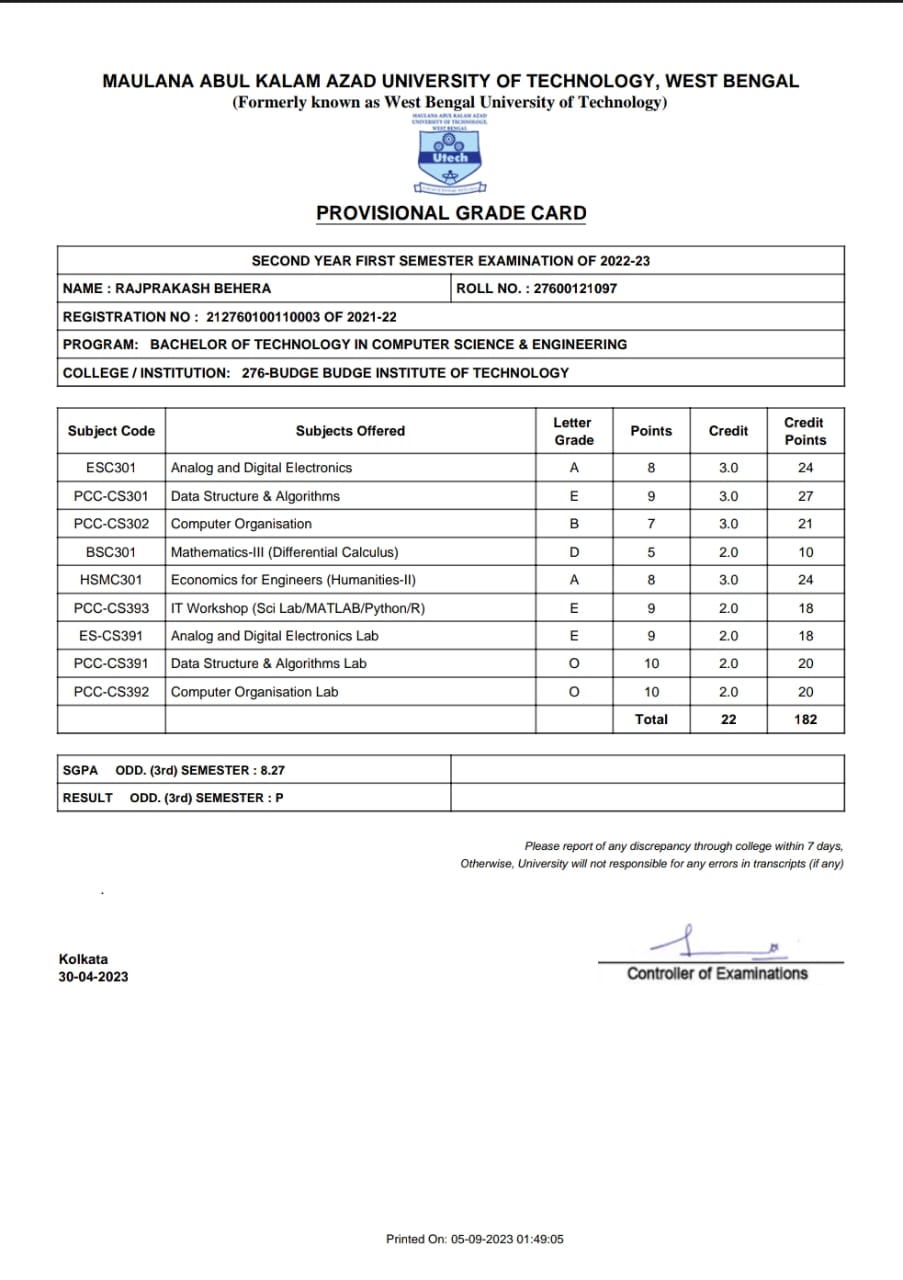 MAULANA ABUL KALAM AZAD UNIVERSITY OF TECHNOLOGY, WEST BENGAL
(Formerly known as West Bengal University of Technology)
MAULANA ABUL KALAM AZAD
UNIVERSITY OF TECHNOLOGY,
WEST BENGAL
Utech
PROVISIONAL GRADE CARD
SECOND YEAR FIRST SEMESTER EXAMINATION OF 2022-23
NAME : RAJPRAKASH BEHERA ROLL NO. : 27600121097
REGISTRATION NO : 212760100110003 OF 2021-22
PROGRAM: BACHELOR OF TECHNOLOGY IN COMPUTER SCIENCE & ENGINEERING
COLLEGE / INSTITUTION: 276-BUDGE BUDGE INSTITUTE OF TECHNOLOGY
Subject Code Subjects Offered Letter Grade Points Credit Credit Points
ESC301 Analog and Digital Electronics A 8 3.0 24
PCC-CS301 Data Structure & Algorithms E 9 3.0 27
PCC-CS302 Computer Organisation B 7 3.0 21
BSC301 Mathematics-III (Differential Calculus) D 5 2.0 10
HSMC301 Economics for Engineers (Humanities-II) A 8 3.0 24
PCC-CS393 IT Workshop (Sci Lab/MATLAB/Python/R) E 9 2.0 18
ES-CS391 Analog and Digital Electronics Lab E 9 2.0 18
PCC-CS391 Data Structure & Algorithms Lab O 10 2.0 20
PCC-CS392 Computer Organisation Lab O 10 2.0 20
Total 22 182
SGPA ODD. (3rd) SEMESTER : 8.27
RESULT ODD. (3rd) SEMESTER : P
Please report of any discrepancy through college within 7 days,
Otherwise, University will not responsible for any errors in transcripts (if any)
Kolkata
30-04-2023
Controller of Examinations
Printed On: 05-09-2023 01:49:05